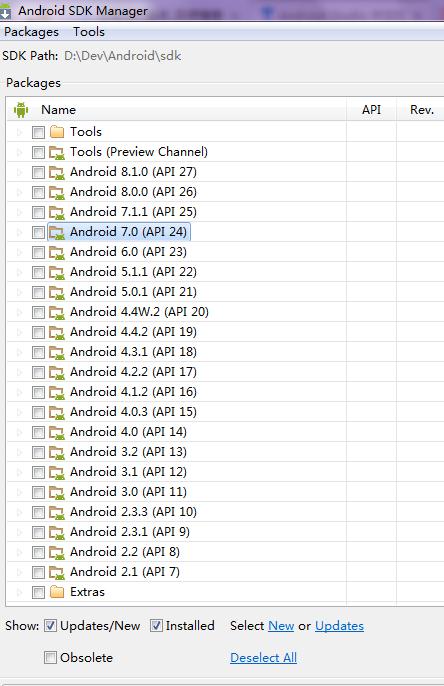 Android SDK Manager
Packages Tools
SDK Path: D:\Dev\Android\sdk
Packages
Name API Rev.
Tools
Tools (Preview Channel)
Android 8.1.0 (API 27)
Android 8.0.0 (API 26)
Android 7.1.1 (API 25)
Android 7.0 (API 24)
Android 6.0 (API 23)
Android 5.1.1 (API 22)
Android 5.0.1 (API 21)
Android 4.4W.2 (API 20)
Android 4.4.2 (API 19)
Android 4.3.1 (API 18)
Android 4.2.2 (API 17)
Android 4.1.2 (API 16)
Android 4.0.3 (API 15)
Android 4.0 (API 14)
Android 3.2 (API 13)
Android 3.1 (API 12)
Android 3.0 (API 11)
Android 2.3.3 (API 10)
Android 2.3.1 (API 9)
Android 2.2 (API 8)
Android 2.1 (API 7)
Extras
Show: Updates/New Installed Select New or Updates
Obsolete Deselect All